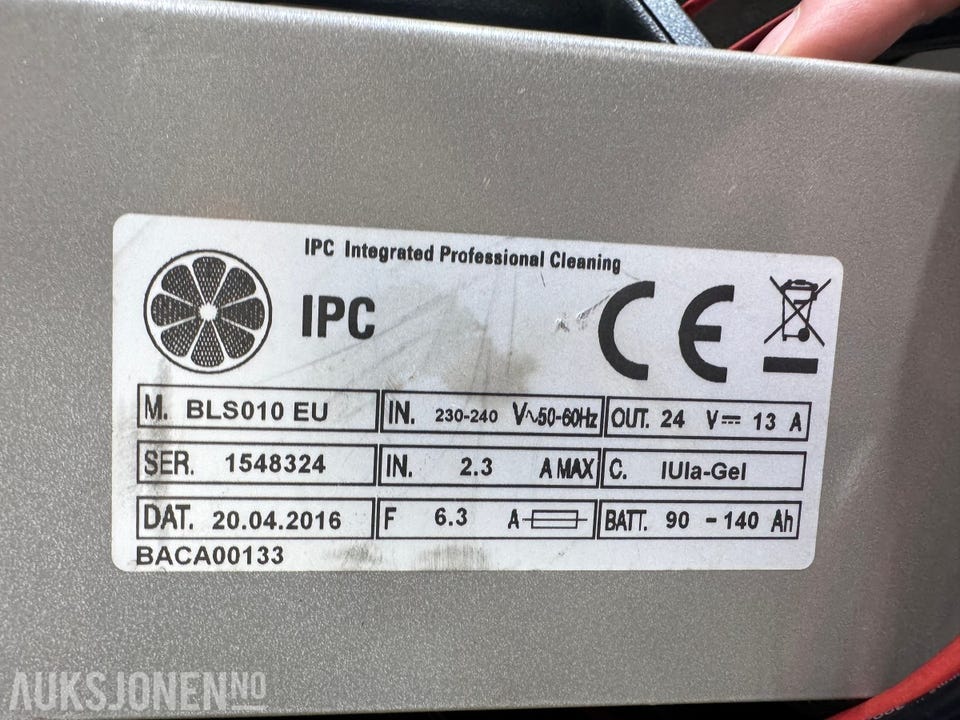 IPC Integrated Professional Cleaning
IPC
CE
M. BLS010 EU IN. 230-240 V~50-60Hz OUT. 24 V⎓ 13 A
SER. 1548324 IN. 2.3 A MAX C. IUIa-Gel
DAT. 20.04.2016 F 6.3 A BATT. 90 - 140 Ah
BACA00133
AUKSJONEN.NO